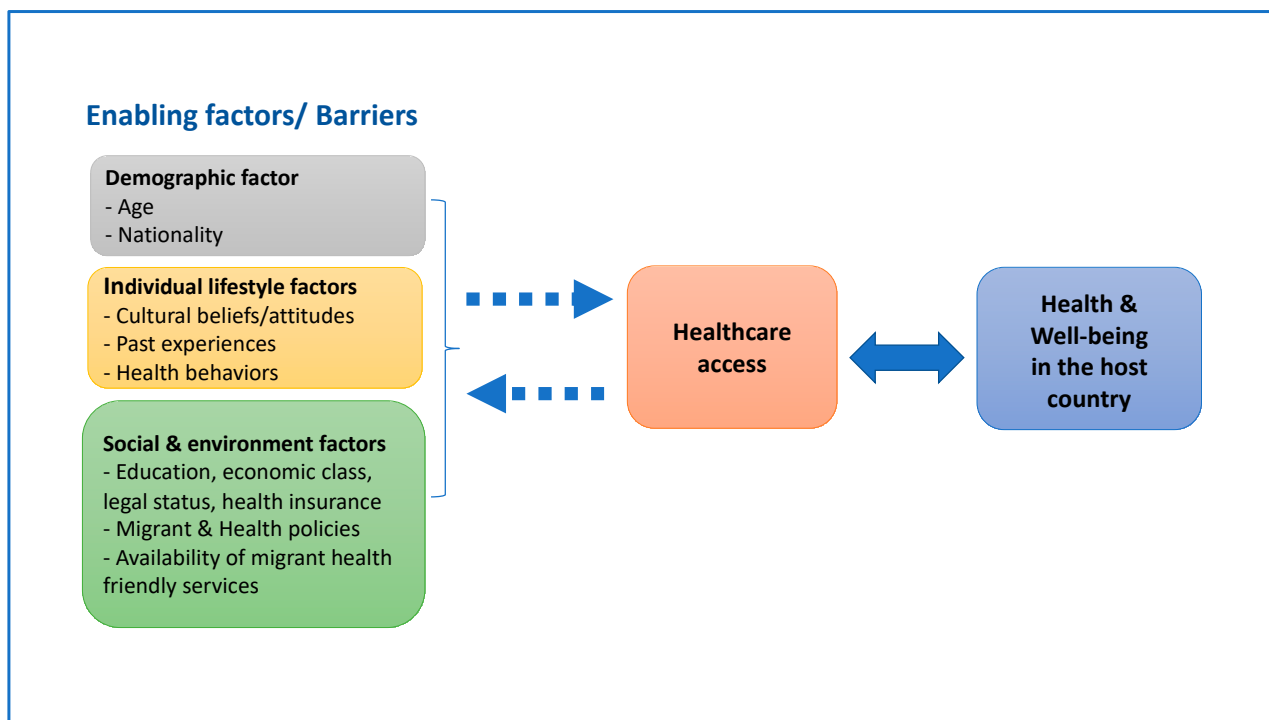 Enabling factors/ Barriers
Demographic factor
- Age
- Nationality
Individual lifestyle factors
- Cultural beliefs/attitudes
- Past experiences
- Health behaviors
Social & environment factors
- Education, economic class,
legal status, health insurance
- Migrant & Health policies
- Availability of migrant health
friendly services
Healthcare
access
Health &
Well-being
in the host
country